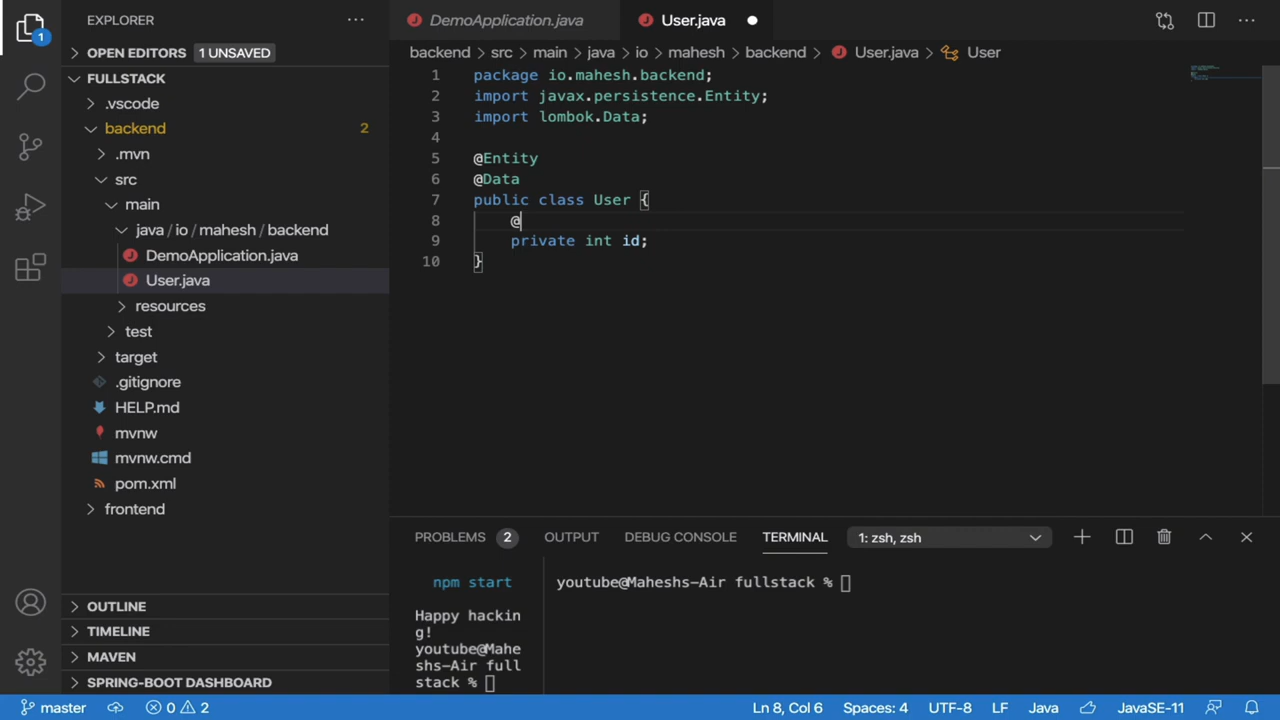 EXPLORER
DemoApplication.java
User.java
1
OPEN EDITORS 1 UNSAVED
backend > src > main > java > io > mahesh > backend > User.java > User
FULLSTACK
.vscode
backend 2
.mvn
src
main
java / io / mahesh / backend
DemoApplication.java
User.java
resources
test
target
.gitignore
HELP.md
mvnw
mvnw.cmd
pom.xml
frontend
OUTLINE
TIMELINE
MAVEN
SPRING-BOOT DASHBOARD
1 package io.mahesh.backend;
2 import javax.persistence.Entity;
3 import lombok.Data;
4
5 @Entity
6 @Data
7 public class User {
8 @
9 private int id;
10 }
PROBLEMS 2 OUTPUT DEBUG CONSOLE TERMINAL 1: zsh, zsh
npm start
Happy hackin
g!
youtube@Mahe
shs-Air full
stack %
youtube@Maheshs-Air fullstack %
master 0 2 Ln 8, Col 6 Spaces: 4 UTF-8 LF Java JavaSE-11